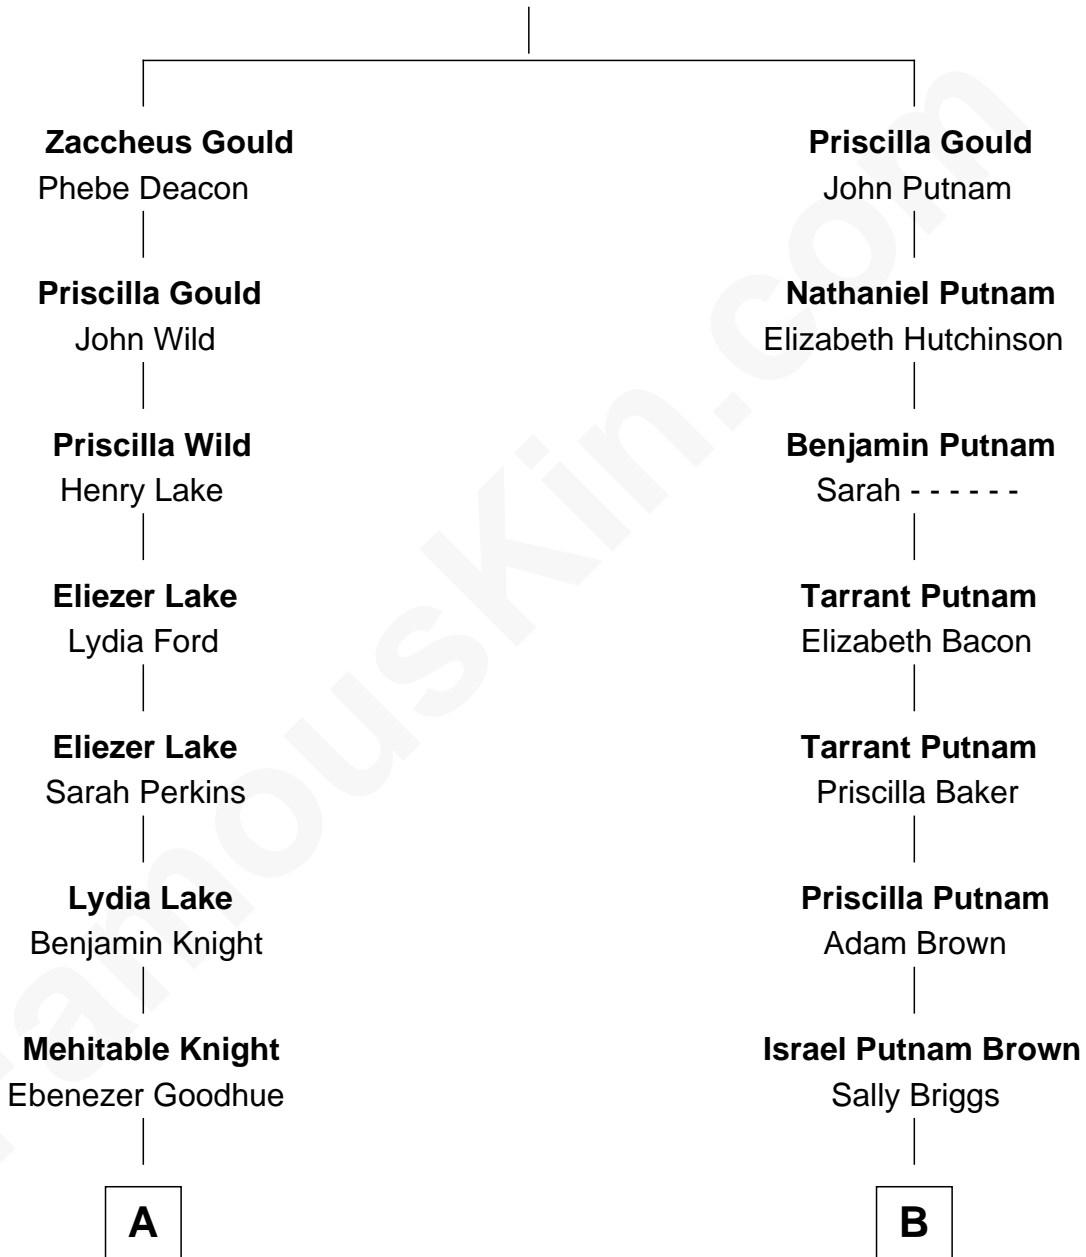 Zaccheus Gould
Phebe Deacon
Priscilla Gould
John Wild
Priscilla Wild
Henry Lake
Eliezer Lake
Lydia Ford
Eliezer Lake
Sarah Perkins
Lydia Lake
Benjamin Knight
Mehitable Knight
Ebenezer Goodhue
A
Priscilla Gould
John Putnam
Nathaniel Putnam
Elizabeth Hutchinson
Benjamin Putnam
Sarah - - - - - -
Tarrant Putnam
Elizabeth Bacon
Tarrant Putnam
Priscilla Baker
Priscilla Putnam
Adam Brown
Israel Putnam Brown
Sally Briggs
B
FamousKin.com